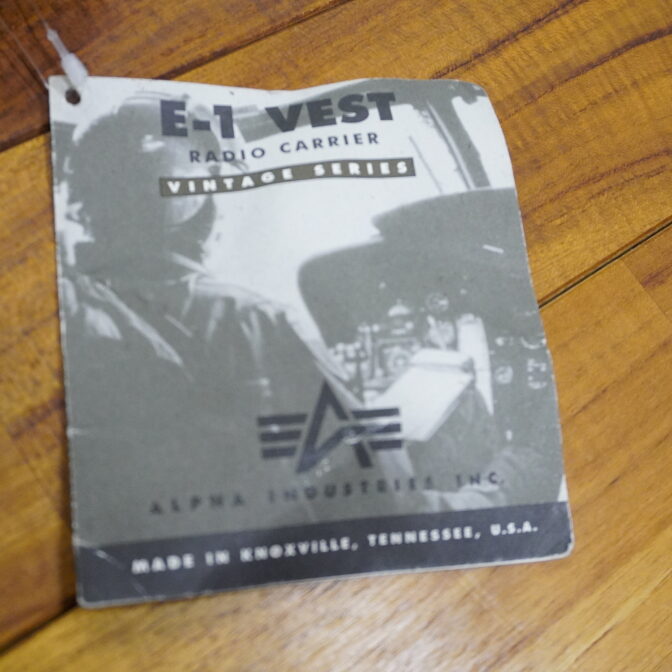 E-1 VEST
RADIO CARRIER
VINTAGE SERIES
ALPHA INDUSTRIES INC.
MADE IN KNOXVILLE, TENNESSEE, U.S.A.